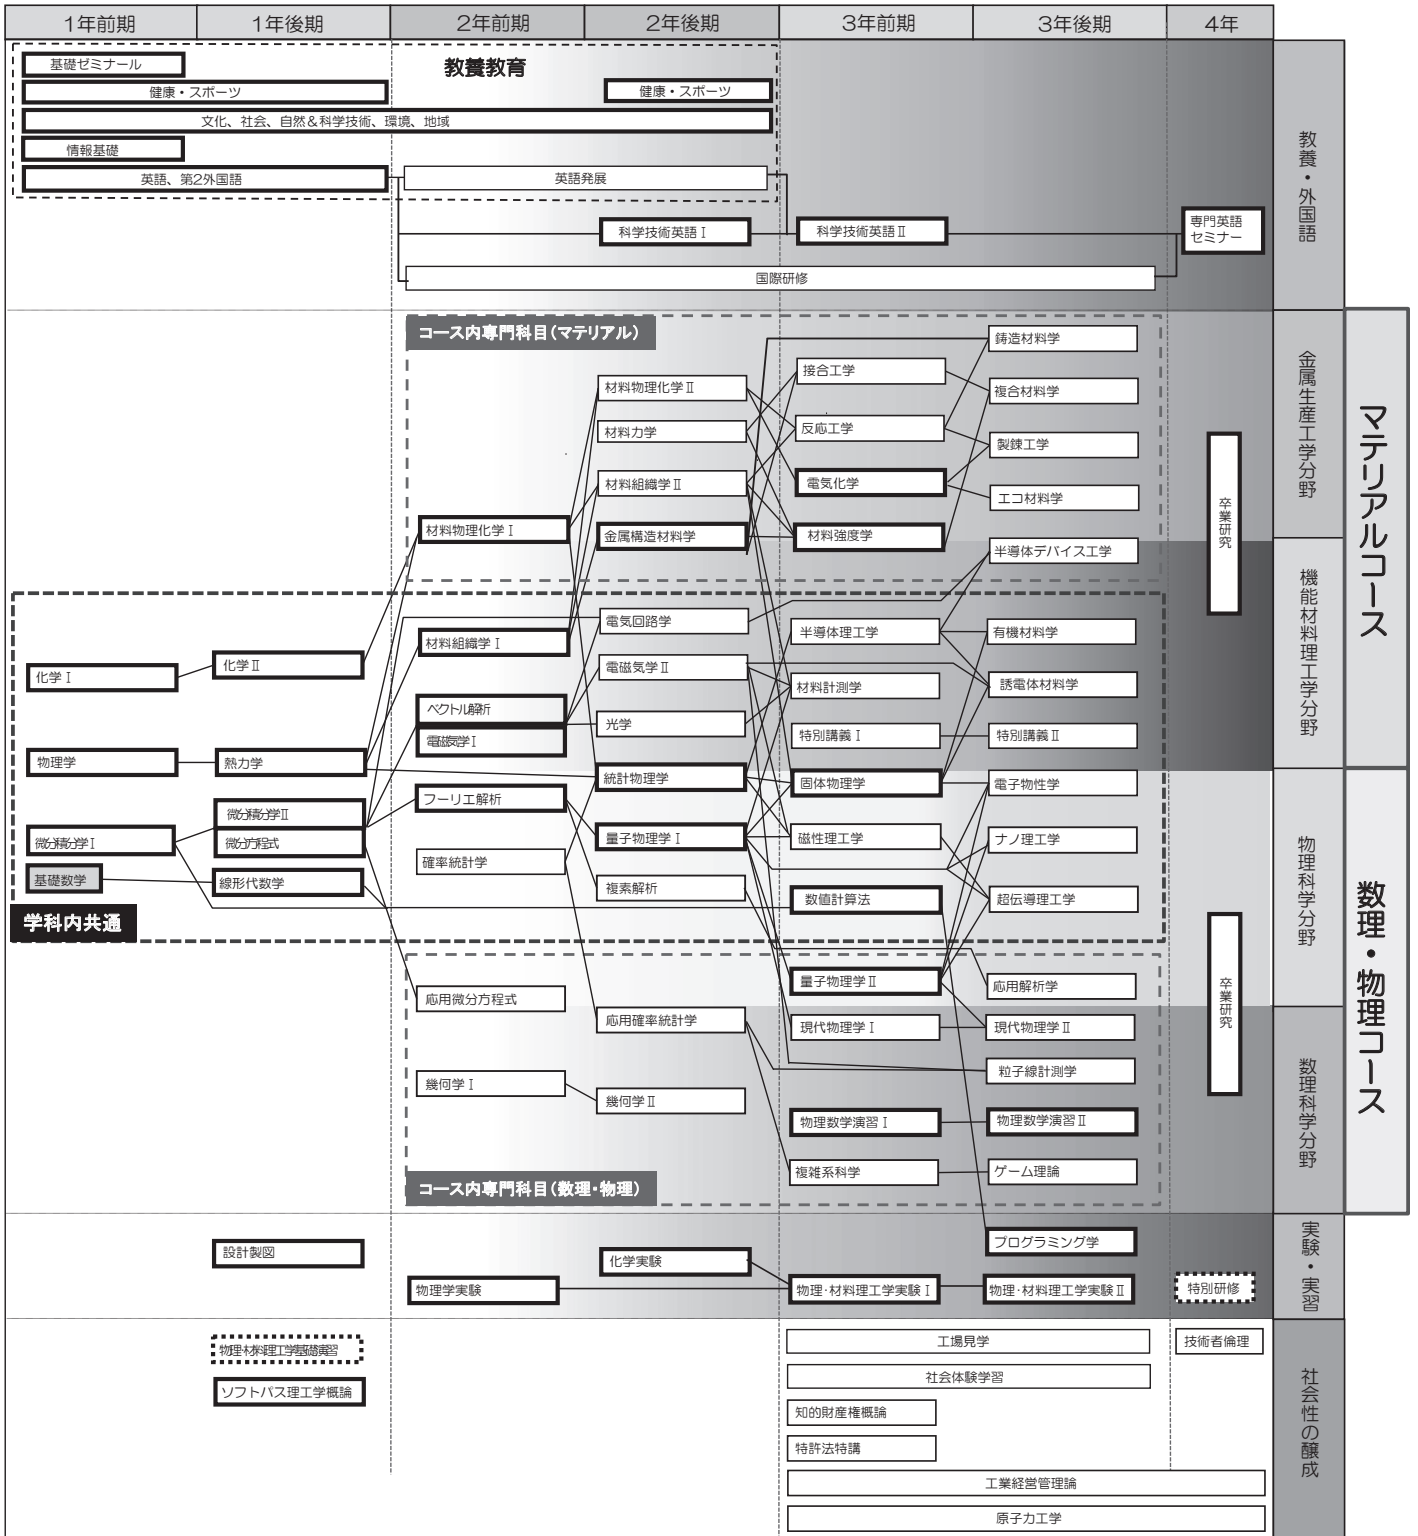 1年前期
1年後期
2年前期
2年後期
3年前期
3年後期
4年
基礎ゼミナール
教養教育
健康・スポーツ
健康・スポーツ
文化、社会、自然&科学技術、環境、地域
情報基礎
英語、第2外国語
英語発展
科学技術英語Ⅰ
科学技術英語Ⅱ
専門英語
セミナー
国際研修
教養・外国語
コース内専門科目(マテリアル)
鋳造材料学
接合工学
材料物理化学Ⅱ
複合材料学
材料力学
反応工学
製錬工学
材料組織学Ⅱ
電気化学
エコ材料学
材料物理化学Ⅰ
金属構造材料学
材料強度学
半導体デバイス工学
卒業研究
金属生産工学分野
マテリアルコース
電気回路学
半導体理工学
有機材料学
材料組織学Ⅰ
化学Ⅰ
化学Ⅱ
電磁気学Ⅱ
材料計測学
誘電体材料学
ベクトル解析
電磁気学Ⅰ
光学
特別講義Ⅰ
特別講義Ⅱ
機能材料理工学分野
物理学
熱力学
統計物理学
固体物理学
電子物性学
フーリエ解析
微分積分学Ⅱ
微分積分学Ⅰ
微分方程式
量子物理学Ⅰ
磁性理工学
ナノ理工学
確率統計学
基礎数学
線形代数学
複素解析
数値計算法
超伝導理工学
学科内共通
物理科学分野
数理・物理コース
量子物理学Ⅱ
応用解析学
応用微分方程式
応用確率統計学
現代物理学Ⅰ
現代物理学Ⅱ
卒業研究
粒子線計測学
幾何学Ⅰ
幾何学Ⅱ
物理数学演習Ⅰ
物理数学演習Ⅱ
複雑系科学
ゲーム理論
コース内専門科目(数理・物理)
数理科学分野
設計製図
化学実験
プログラミング学
物理学実験
物理・材料理工学実験Ⅰ
物理・材料理工学実験Ⅱ
特別研修
実験・実習
物理・材料理工学基礎演習
ソフトパス理工学概論
工場見学
技術者倫理
社会体験学習
知的財産権概論
特許法特講
工業経営管理論
原子力工学
社会性の醸成